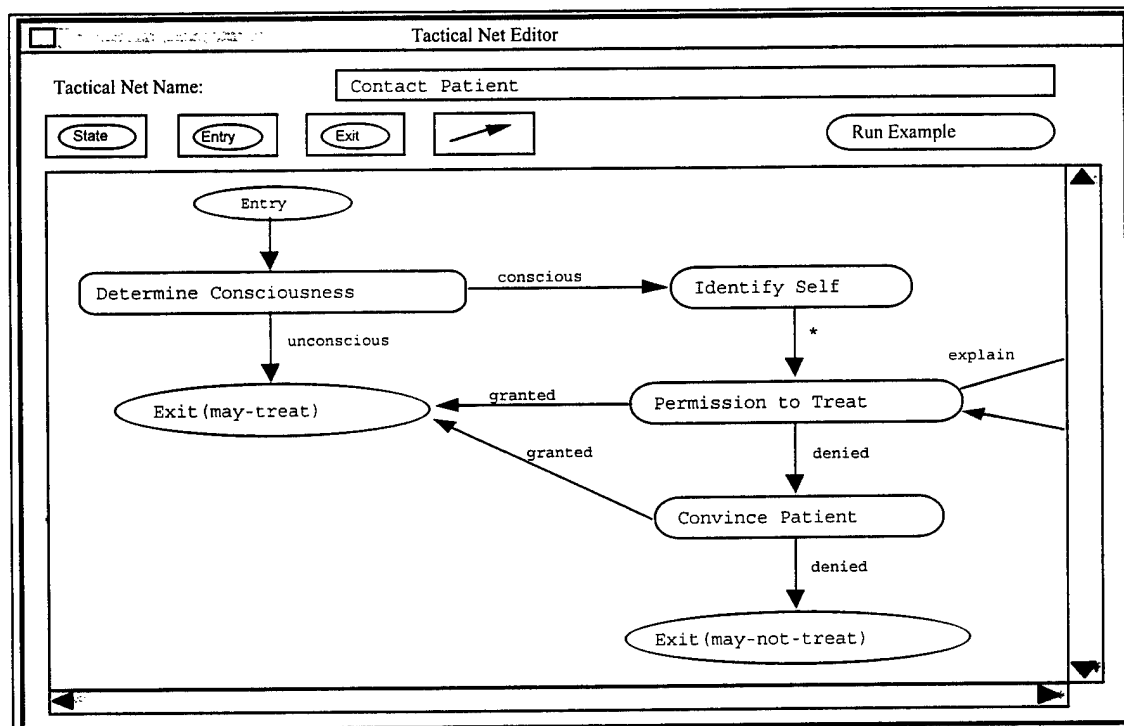 Tactical Net Editor
Tactical Net Name:
Contact Patient
State
Entry
Exit
Run Example
Entry
Determine Consciousness
conscious
Identify Self
unconscious
*
explain
Exit(may-treat)
granted
Permission to Treat
granted
denied
Convince Patient
denied
Exit(may-not-treat)